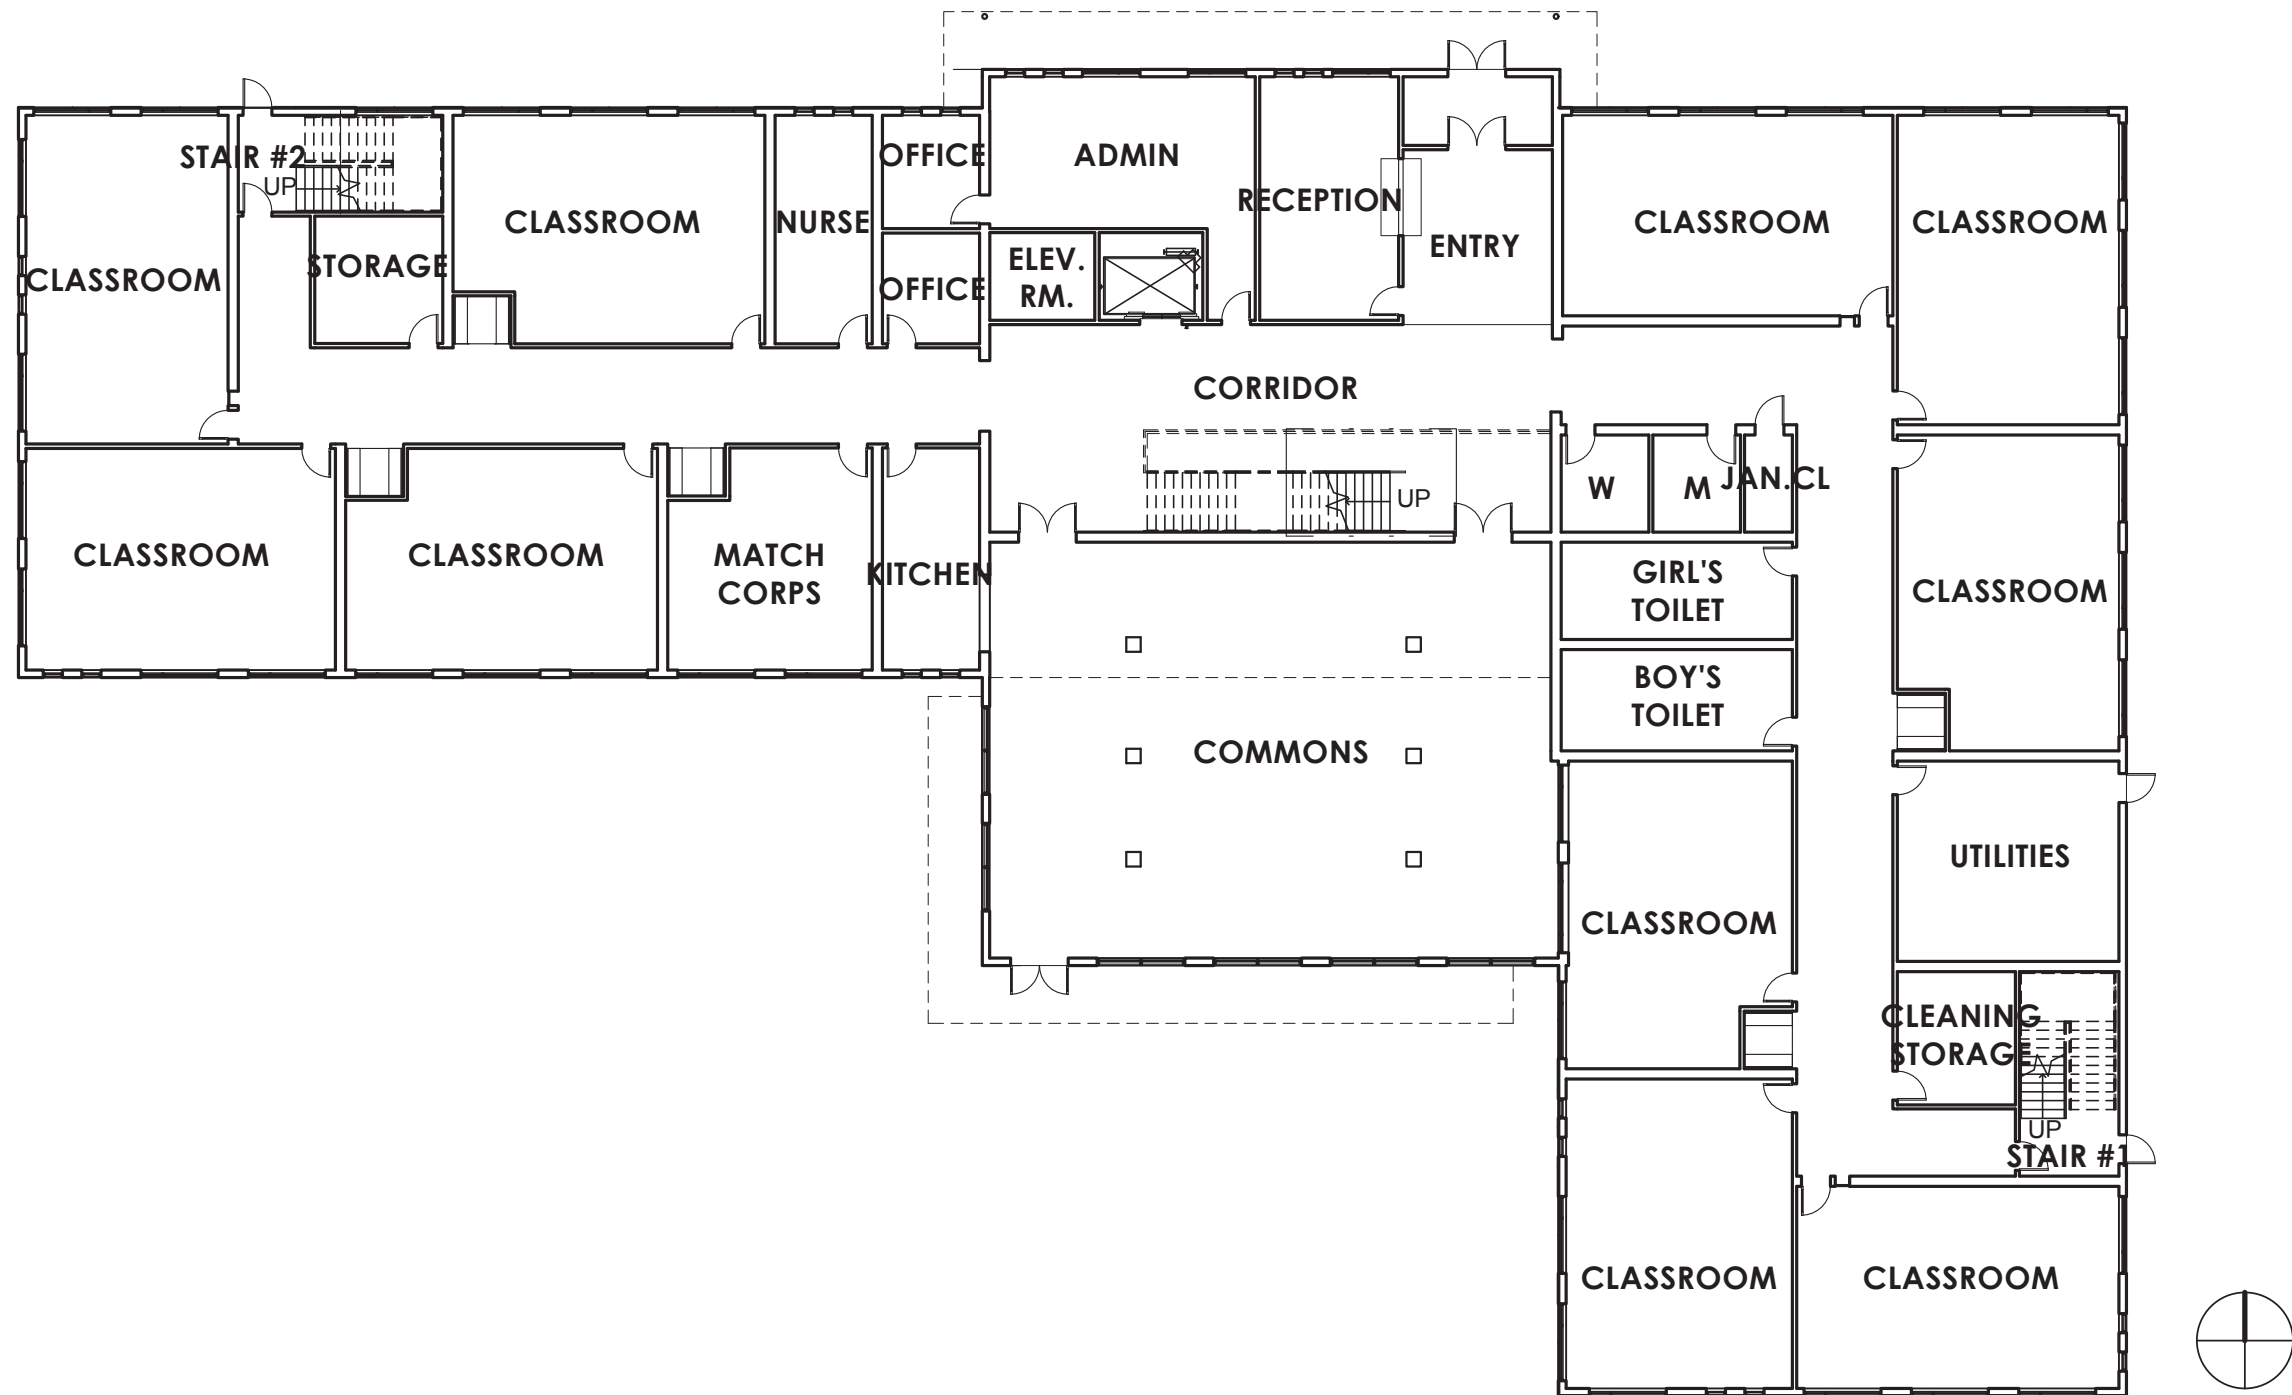 STAIR #2
UP
OFFICE
ADMIN
RECEPTION
CLASSROOM
NURSE
CLASSROOM
CLASSROOM
ENTRY
STORAGE
CLASSROOM
ELEV.
RM.
OFFICE
CORRIDOR
UP
W
M
JAN.CL
CLASSROOM
CLASSROOM
MATCH
CORPS
KITCHEN
GIRL'S
TOILET
CLASSROOM
BOY'S
TOILET
COMMONS
UTILITIES
CLASSROOM
CLEANING
STORAGE
UP
STAIR #1
CLASSROOM
CLASSROOM